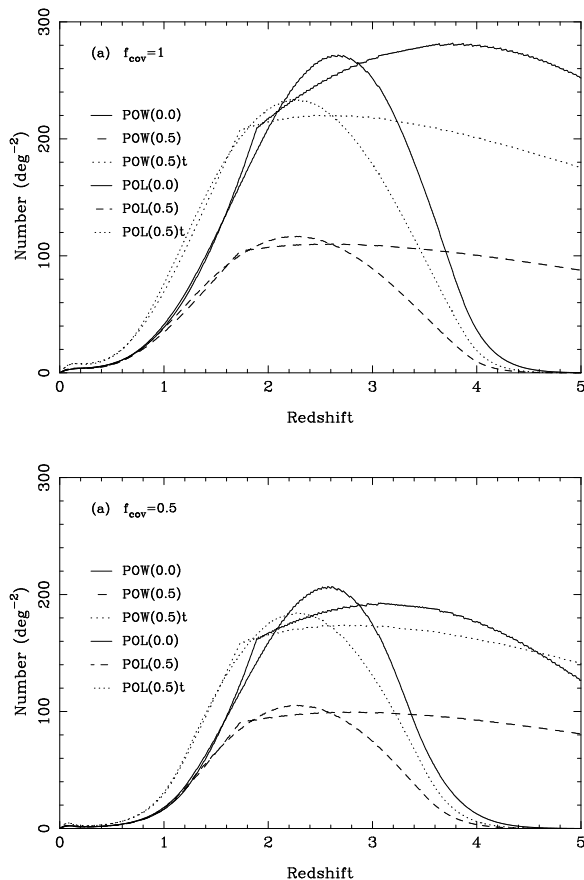 300
(a) f_cov=1
POW(0.0)
POW(0.5)
200
POW(0.5)t
POL(0.0)
POL(0.5)
POL(0.5)t
Number (deg⁻²)
100
0
0 1 2 3 4 5
Redshift
300
(a) f_cov=0.5
POW(0.0)
POW(0.5)
200
POW(0.5)t
POL(0.0)
POL(0.5)
POL(0.5)t
Number (deg⁻²)
100
0
0 1 2 3 4 5
Redshift